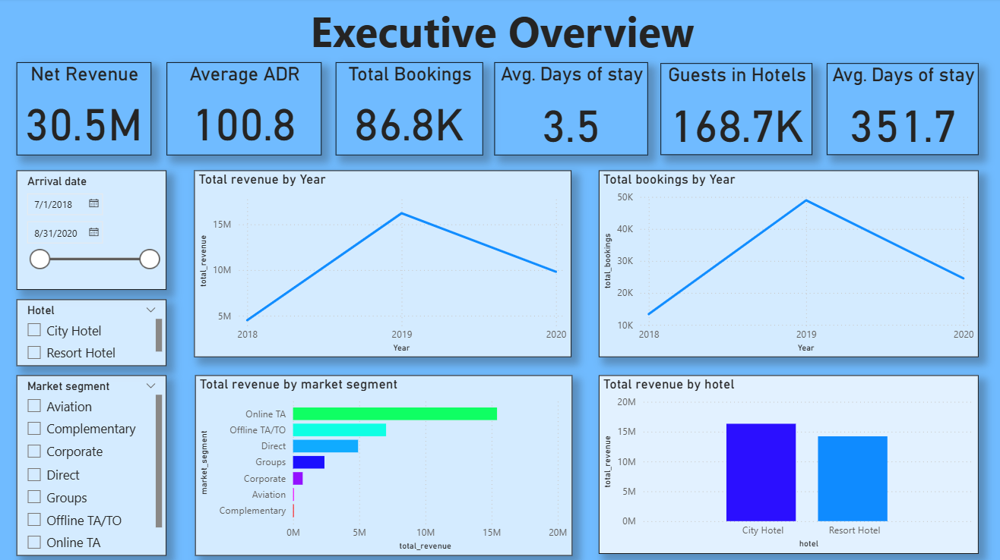 Executive Overview
Net Revenue
30.5M
Average ADR
100.8
Total Bookings
86.8K
Avg. Days of stay
3.5
Guests in Hotels
168.7K
Avg. Days of stay
351.7
Arrival date
7/1/2018
8/31/2020
Hotel
City Hotel
Resort Hotel
Market segment
Aviation
Complementary
Corporate
Direct
Groups
Offline TA/TO
Online TA
Total revenue by Year
total_revenue
15M
10M
5M
2018 2019 2020
Year
Total bookings by Year
total_bookings
50K
40K
30K
20K
10K
2018 2019 2020
Year
Total revenue by market segment
market_segment
Online TA
Offline TA/TO
Direct
Groups
Corporate
Aviation
Complementary
0M 5M 10M 15M 20M
total_revenue
Total revenue by hotel
total_revenue
20M
15M
10M
5M
0M
City Hotel Resort Hotel
hotel